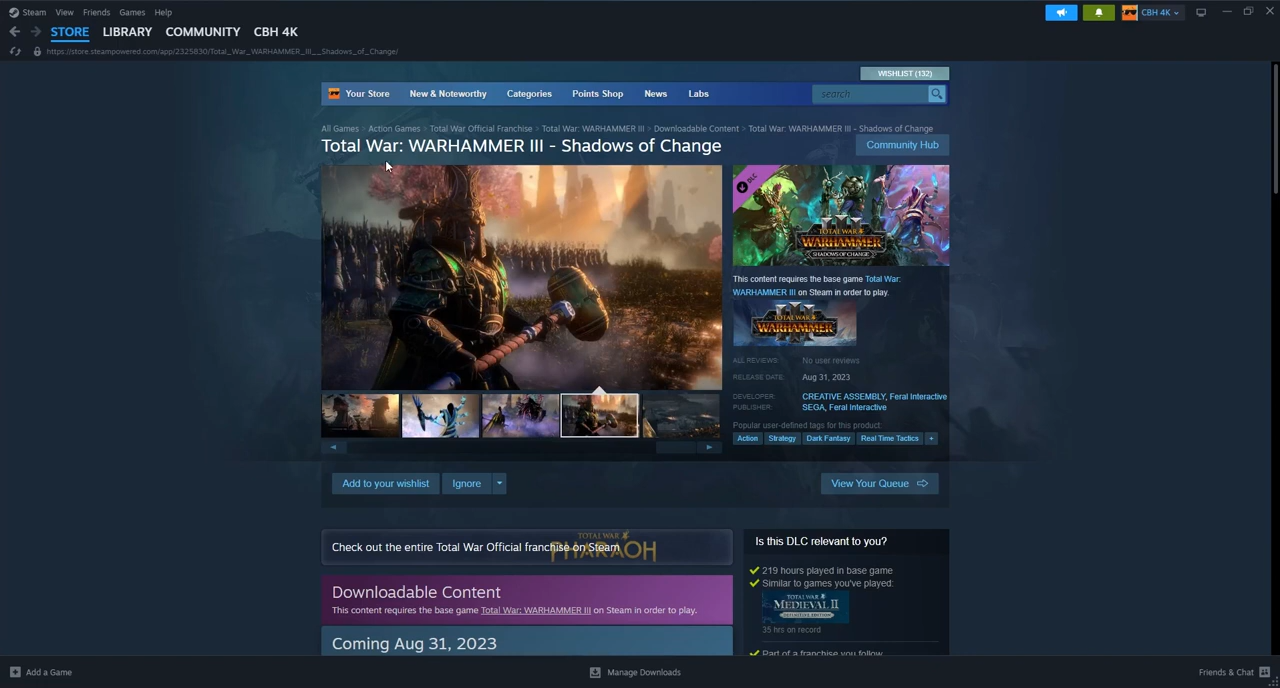 Steam View Friends Games Help
CBH 4K
STORE LIBRARY COMMUNITY CBH 4K
https://store.steampowered.com/app/2325830/Total_War_WARHAMMER_III__Shadows_of_Change/
WISHLIST (132)
Your Store New & Noteworthy Categories Points Shop News Labs
search
All Games > Action Games > Total War Official Franchise > Total War: WARHAMMER III > Downloadable Content > Total War: WARHAMMER III - Shadows of Change
Total War: WARHAMMER III - Shadows of Change
Community Hub
DLC
TOTAL WAR
WARHAMMER
III
SHADOWS OF CHANGE
This content requires the base game Total War:
WARHAMMER III on Steam in order to play.
TOTAL WAR
WARHAMMER
III
ALL REVIEWS: No user reviews
RELEASE DATE: Aug 31, 2023
DEVELOPER: CREATIVE ASSEMBLY, Feral Interactive
PUBLISHER: SEGA, Feral Interactive
Popular user-defined tags for this product:
Action Strategy Dark Fantasy Real Time Tactics +
Add to your wishlist Ignore View Your Queue
TOTAL WAR
PHARAOH
Check out the entire Total War Official franchise on Steam
Is this DLC relevant to you?
219 hours played in base game
Similar to games you've played:
TOTAL WAR
MEDIEVAL II
DEFINITIVE EDITION
35 hrs on record
Part of a franchise you follow
Downloadable Content
This content requires the base game Total War: WARHAMMER III on Steam in order to play.
Coming Aug 31, 2023
Add a Game Manage Downloads Friends & Chat